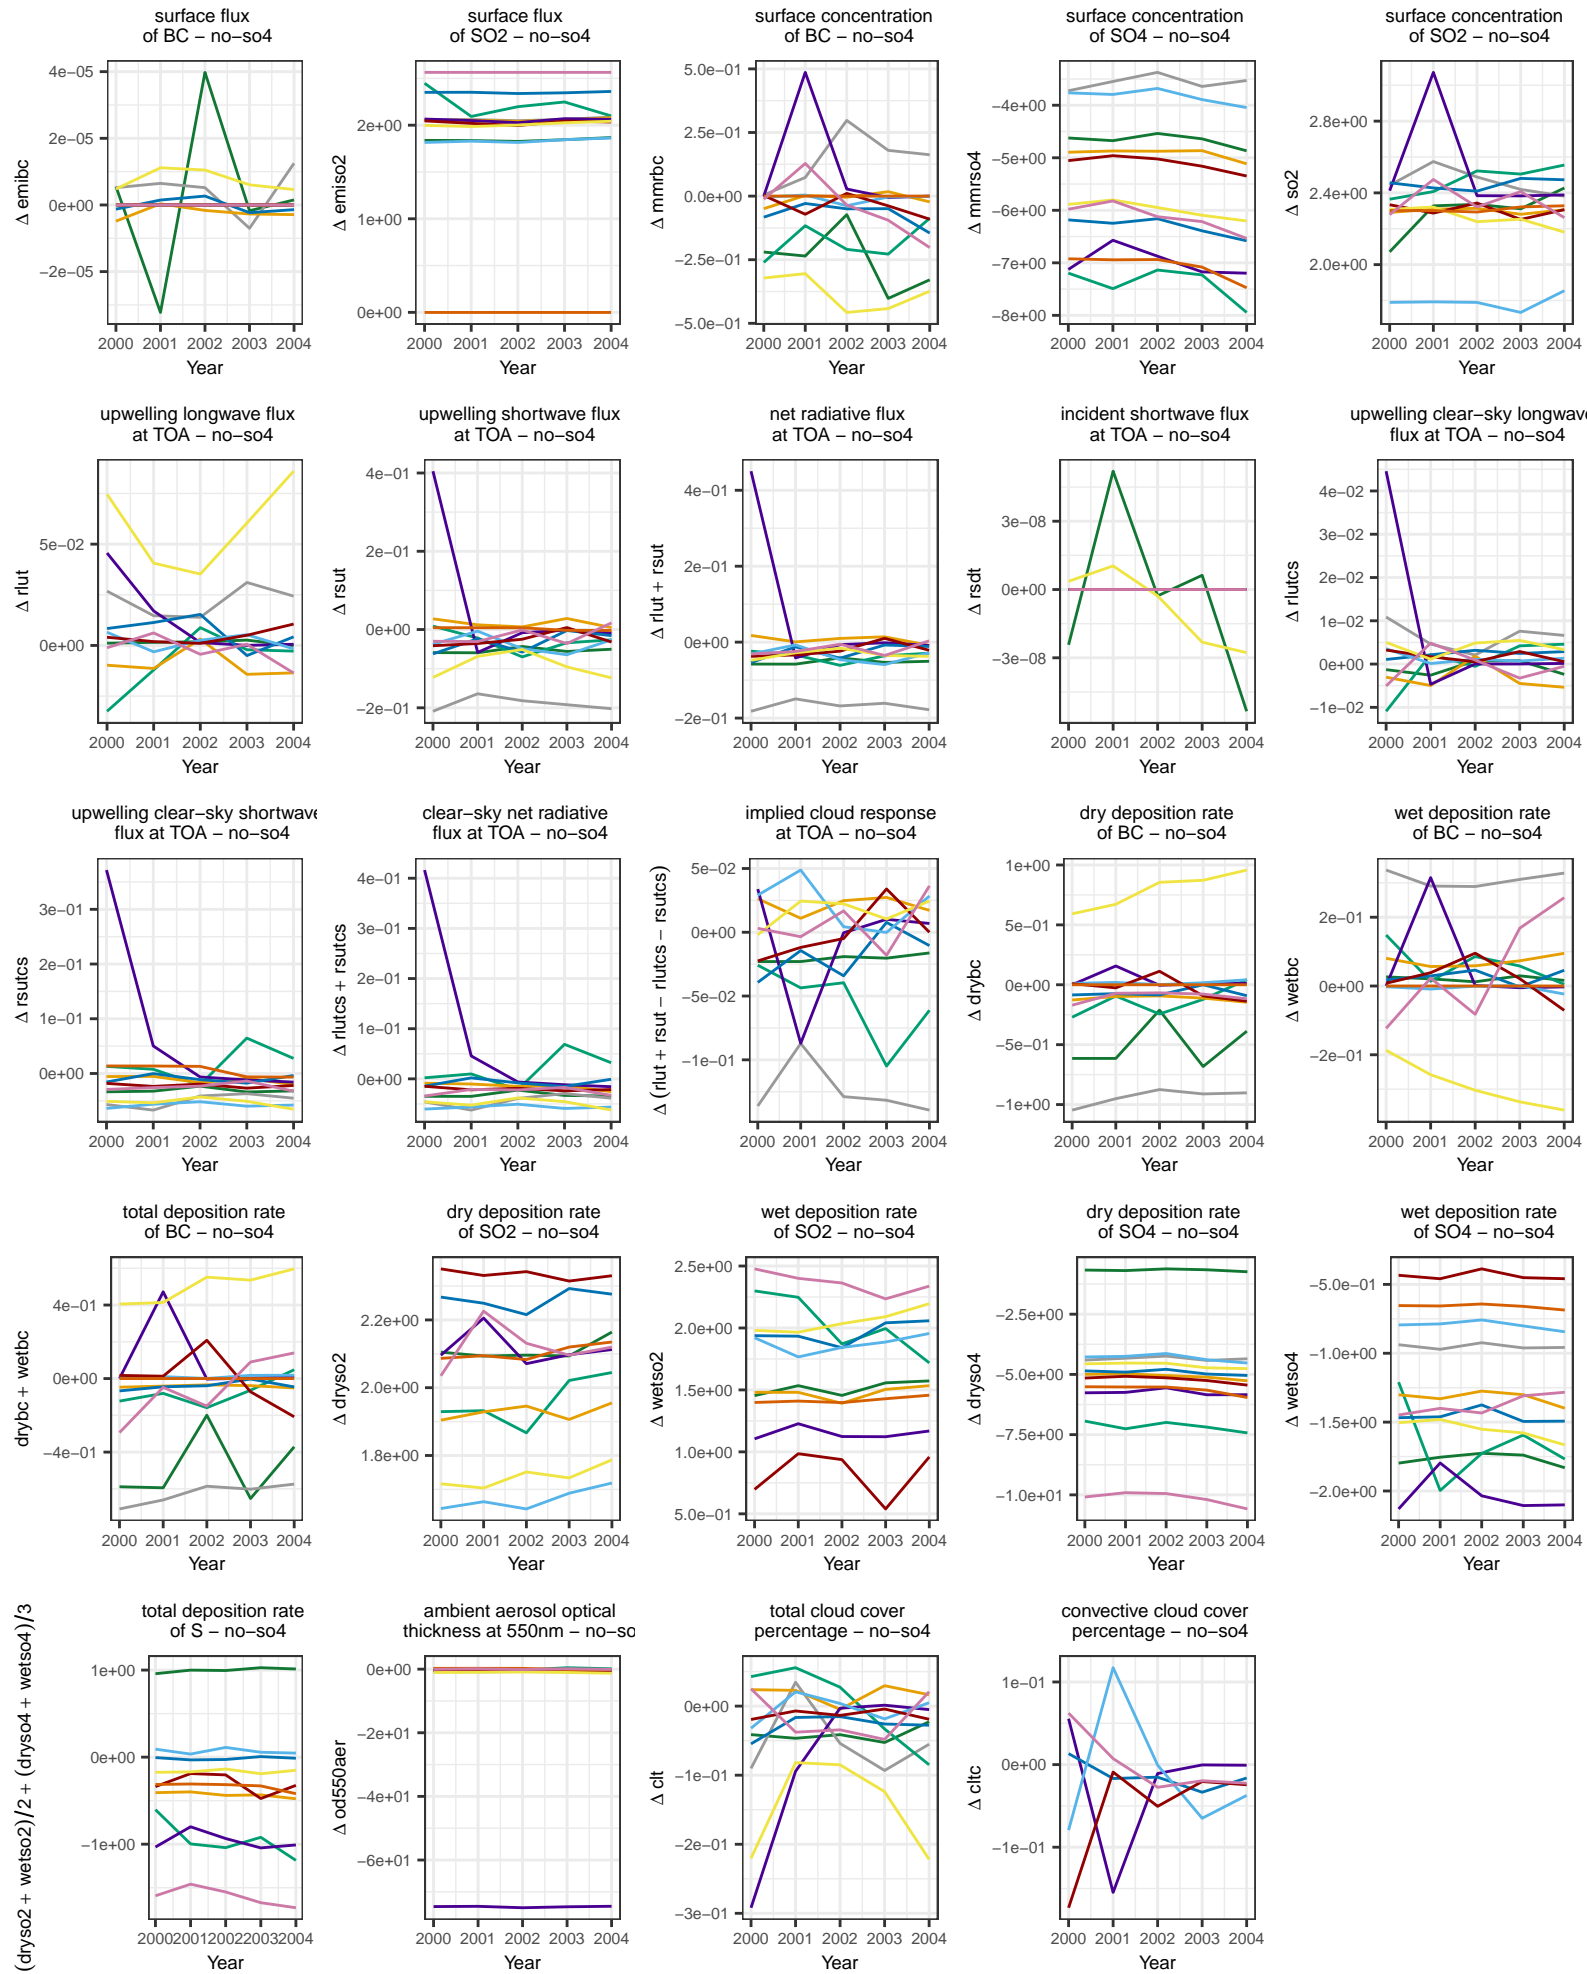 surface flux
of BC − no−so4
surface flux
of SO2 − no−so4
surface concentration
of BC − no−so4
surface concentration
of SO4 − no−so4
surface concentration
of SO2 − no−so4
Δ emibc
4e−05
2e−05
0e+00
−2e−05
2000 2001 2002 2003 2004
Year
Δ emiso2
2e+00
1e+00
0e+00
2000 2001 2002 2003 2004
Year
Δ mmrbc
5.0e−01
2.5e−01
0.0e+00
−2.5e−01
−5.0e−01
2000 2001 2002 2003 2004
Year
Δ mmrso4
−4e+00
−5e+00
−6e+00
−7e+00
−8e+00
2000 2001 2002 2003 2004
Year
Δ so2
2.8e+00
2.4e+00
2.0e+00
2000 2001 2002 2003 2004
Year
upwelling longwave flux
at TOA − no−so4
upwelling shortwave flux
at TOA − no−so4
net radiative flux
at TOA − no−so4
incident shortwave flux
at TOA − no−so4
upwelling clear−sky longwave
flux at TOA − no−so4
Δ rlut
5e−02
0e+00
2000 2001 2002 2003 2004
Year
Δ rsut
4e−01
2e−01
0e+00
−2e−01
2000 2001 2002 2003 2004
Year
Δ rlut + rsut
4e−01
2e−01
0e+00
−2e−01
2000 2001 2002 2003 2004
Year
Δ rsdt
3e−08
0e+00
−3e−08
2000 2001 2002 2003 2004
Year
Δ rlutcs
4e−02
3e−02
2e−02
1e−02
0e+00
−1e−02
2000 2001 2002 2003 2004
Year
upwelling clear−sky shortwave
flux at TOA − no−so4
clear−sky net radiative
flux at TOA − no−so4
implied cloud response
at TOA − no−so4
dry deposition rate
of BC − no−so4
wet deposition rate
of BC − no−so4
Δ rsutcs
3e−01
2e−01
1e−01
0e+00
2000 2001 2002 2003 2004
Year
Δ rlutcs + rsutcs
4e−01
3e−01
2e−01
1e−01
0e+00
2000 2001 2002 2003 2004
Year
Δ (rlut + rsut − rlutcs − rsutcs)
5e−02
0e+00
−5e−02
−1e−01
2000 2001 2002 2003 2004
Year
Δ drybc
1e+00
5e−01
0e+00
−5e−01
−1e+00
2000 2001 2002 2003 2004
Year
Δ wetbc
2e−01
0e+00
−2e−01
2000 2001 2002 2003 2004
Year
total deposition rate
of BC − no−so4
dry deposition rate
of SO2 − no−so4
wet deposition rate
of SO2 − no−so4
dry deposition rate
of SO4 − no−so4
wet deposition rate
of SO4 − no−so4
drybc + wetbc
4e−01
0e+00
−4e−01
2000 2001 2002 2003 2004
Year
Δ dryso2
2.2e+00
2.0e+00
1.8e+00
2000 2001 2002 2003 2004
Year
Δ wetso2
2.5e+00
2.0e+00
1.5e+00
1.0e+00
5.0e−01
2000 2001 2002 2003 2004
Year
Δ dryso4
−2.5e+00
−5.0e+00
−7.5e+00
−1.0e+01
2000 2001 2002 2003 2004
Year
Δ wetso4
−5.0e−01
−1.0e+00
−1.5e+00
−2.0e+00
2000 2001 2002 2003 2004
Year
total deposition rate
of S − no−so4
ambient aerosol optical
thickness at 550nm − no−so
total cloud cover
percentage − no−so4
convective cloud cover
percentage − no−so4
(dryso2 + wetso2)/2 + (dryso4 + wetso4)/3
1e+00
0e+00
−1e+00
2000 2001 2002 2003 2004
Year
Δ od550aer
0e+00
−2e+01
−4e+01
−6e+01
2000 2001 2002 2003 2004
Year
Δ clt
0e+00
−1e−01
−2e−01
−3e−01
2000 2001 2002 2003 2004
Year
Δ cltc
1e−01
0e+00
−1e−01
2000 2001 2002 2003 2004
Year